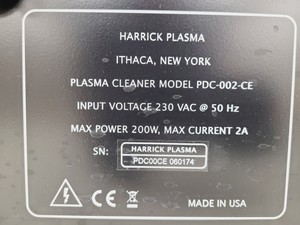 HARRICK PLASMA
ITHACA, NEW YORK
PLASMA CLEANER MODEL PDC-002-CE
INPUT VOLTAGE 230 VAC @ 50 Hz
MAX POWER 200W, MAX CURRENT 2A
SN: HARRICK PLASMA
PDC00CE 060174
CE MADE IN USA